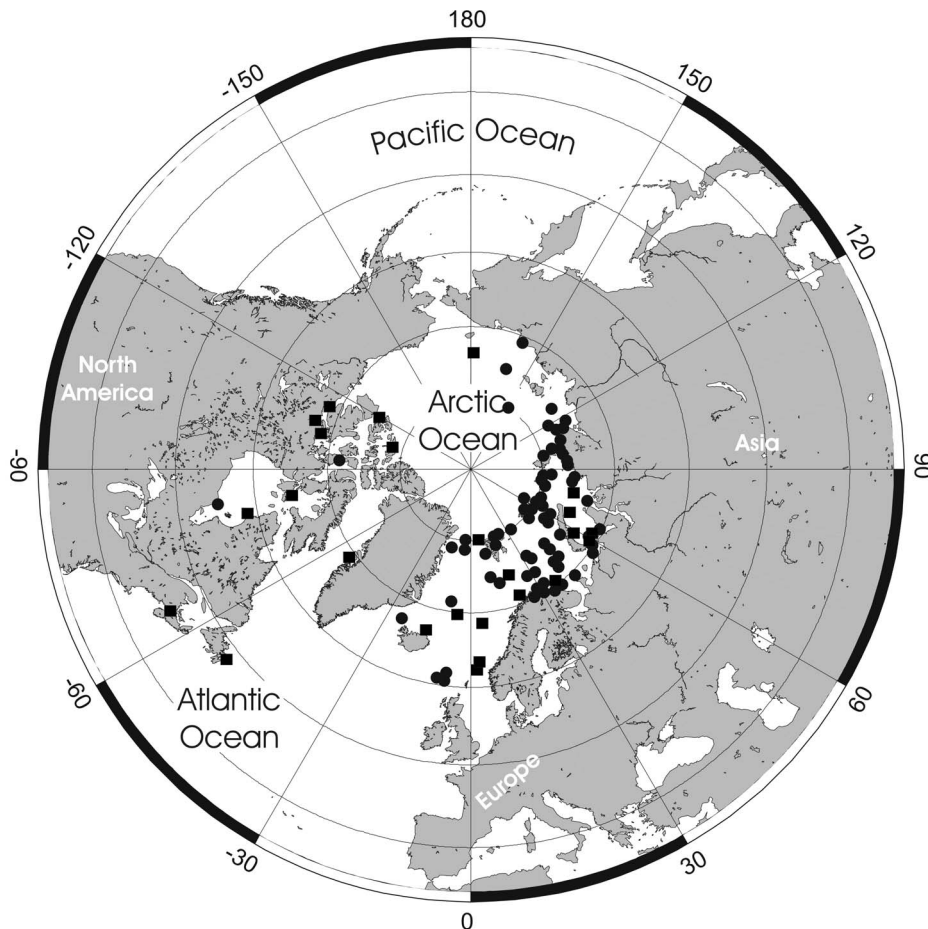 180
-150
150
Pacific Ocean
-120
120
North
America
Arctic
Ocean
Asia
-90
90
Atlantic
Ocean
Europe
-60
60
-30
30
0